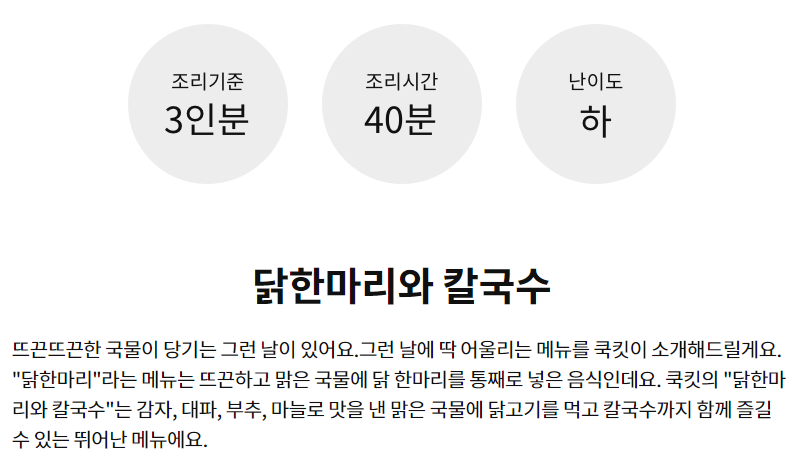 조리기준
3인분
조리시간
40분
난이도
하
닭한마리와 칼국수
뜨끈뜨끈한 국물이 당기는 그런 날이 있어요.그런 날에 딱 어울리는 메뉴를 쿡킷이 소개해드릴게요.
"닭한마리"라는 메뉴는 뜨끈하고 맑은 국물에 닭 한마리를 통째로 넣은 음식인데요. 쿡킷의 "닭한마
리와 칼국수"는 감자, 대파, 부추, 마늘로 맛을 낸 맑은 국물에 닭고기를 먹고 칼국수까지 함께 즐길
수 있는 뛰어난 메뉴에요.